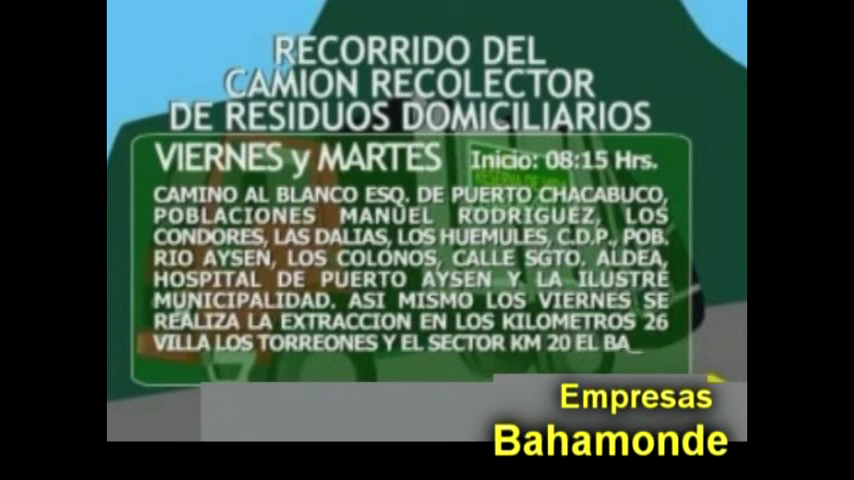 RECORRIDO DEL
CAMION RECOLECTOR
DE RESIDUOS DOMICILIARIOS
VIERNES y MARTES Inicio: 08:15 Hrs.
CAMINO AL BLANCO ESQ. DE PUERTO CHACABUCO,
POBLACIONES MANUEL RODRIGUEZ, LOS
CONDORES, LAS DALIAS, LOS HUEMULES, C.D.P., POB.
RIO AYSEN, LOS COLONOS, CALLE SGTO. ALDEA,
HOSPITAL DE PUERTO AYSEN Y LA ILUSTRE
MUNICIPALIDAD. ASI MISMO LOS VIERNES SE
REALIZA LA EXTRACCION EN LOS KILOMETROS 26
VILLA LOS TORREONES Y EL SECTOR KM 20 EL BA_
Empresas
Bahamonde